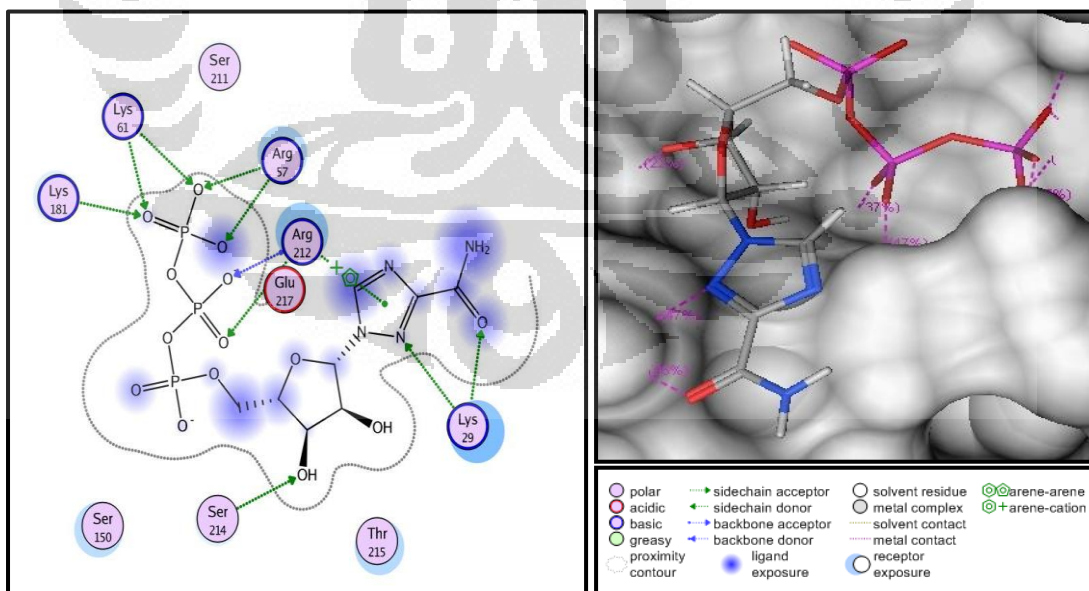 Ser
211
Lys
61
Arg
57
Lys
181
Arg
212
Glu
217
NH2
O
O
P
O
O
O
N
N
N
O
P
O
O
O
P
O
O-
O
OH
OH
Lys
29
Ser
150
Ser
214
Thr
215
37%)
47%)
polar
acidic
basic
greasy
proximity
contour
sidechain acceptor
sidechain donor
backbone acceptor
backbone donor
ligand
exposure
solvent residue
metal complex
solvent contact
metal contact
receptor
exposure
arene-arene
arene-cation